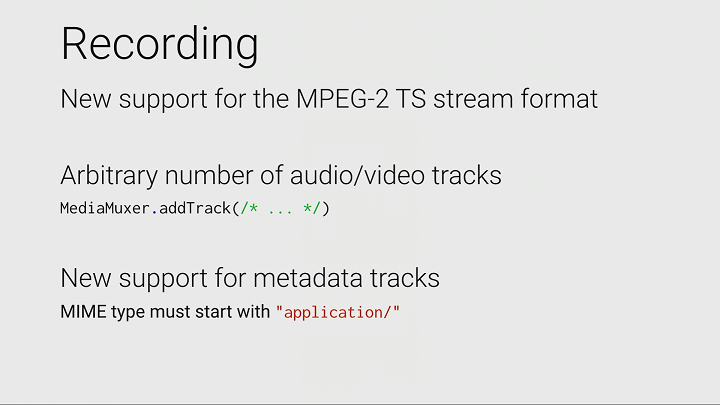 Recording
New support for the MPEG-2 TS stream format
Arbitrary number of audio/video tracks
MediaMuxer.addTrack(/* ... */)
New support for metadata tracks
MIME type must start with "application/"